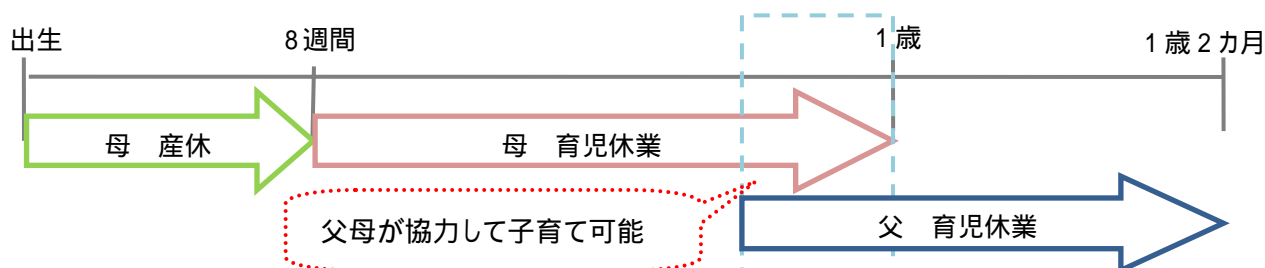 出生
8週間
1歳
1歳2カ月
母　産休
母　育児休業
父母が協力して子育て可能
父　育児休業